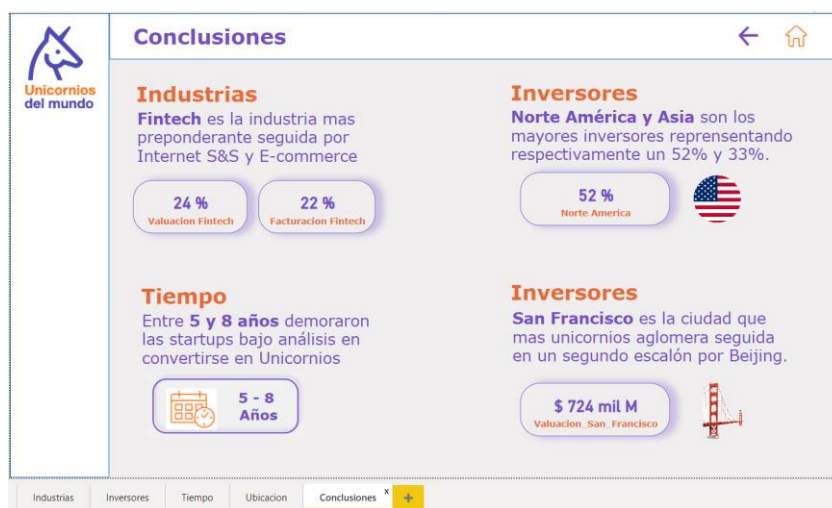 Conclusiones
Unicornios
del mundo
Industrias
Fintech es la industria mas
preponderante seguida por
Internet S&S y E-commerce
24 %
Valuacion Fintech
22 %
Facturacion Fintech
Inversores
Norte América y Asia son los
mayores inversores reprensentando
respectivamente un 52% y 33%.
52 %
Norte America
Tiempo
Entre 5 y 8 años demoraron
las startups bajo análisis en
convertirse en Unicornios
5 - 8
Años
Inversores
San Francisco es la ciudad que
mas unicornios aglomera seguida
en un segundo escalón por Beijing.
$ 724 mil M
Valuacion_San_Francisco
Industrias
Inversores
Tiempo
Ubicacion
Conclusiones x
+